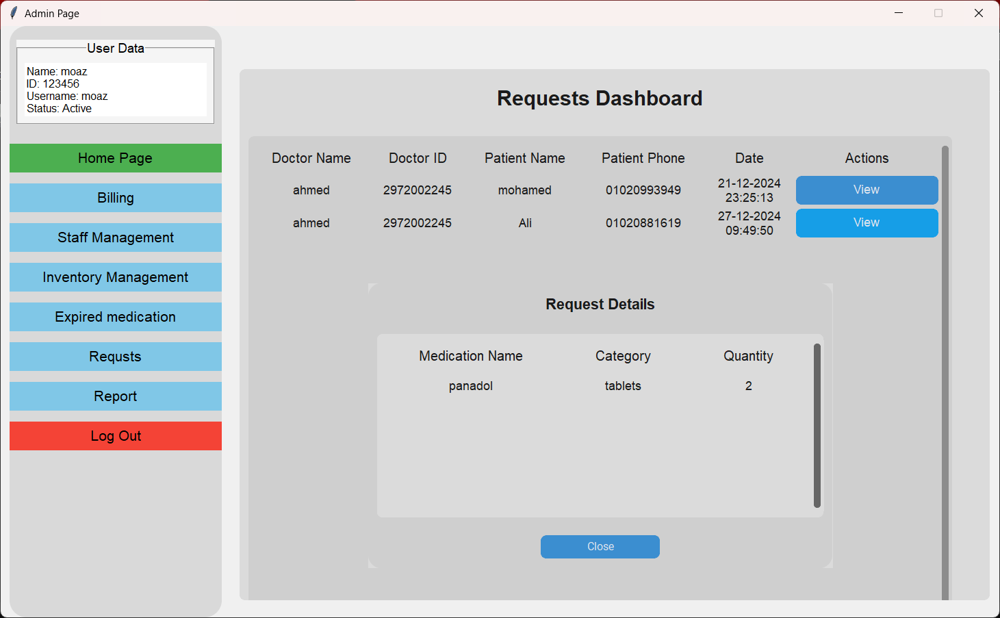 Admin Page
User Data
Name: moaz
ID: 123456
Username: moaz
Status: Active
Home Page
Billing
Staff Management
Inventory Management
Expired medication
Requsts
Report
Log Out
Requests Dashboard
Doctor Name Doctor ID Patient Name Patient Phone Date Actions
ahmed 2972002245 mohamed 01020993949 21-12-2024 23:25:13 View
ahmed 2972002245 Ali 01020881619 27-12-2024 09:49:50 View
Request Details
Medication Name Category Quantity
panadol tablets 2
Close